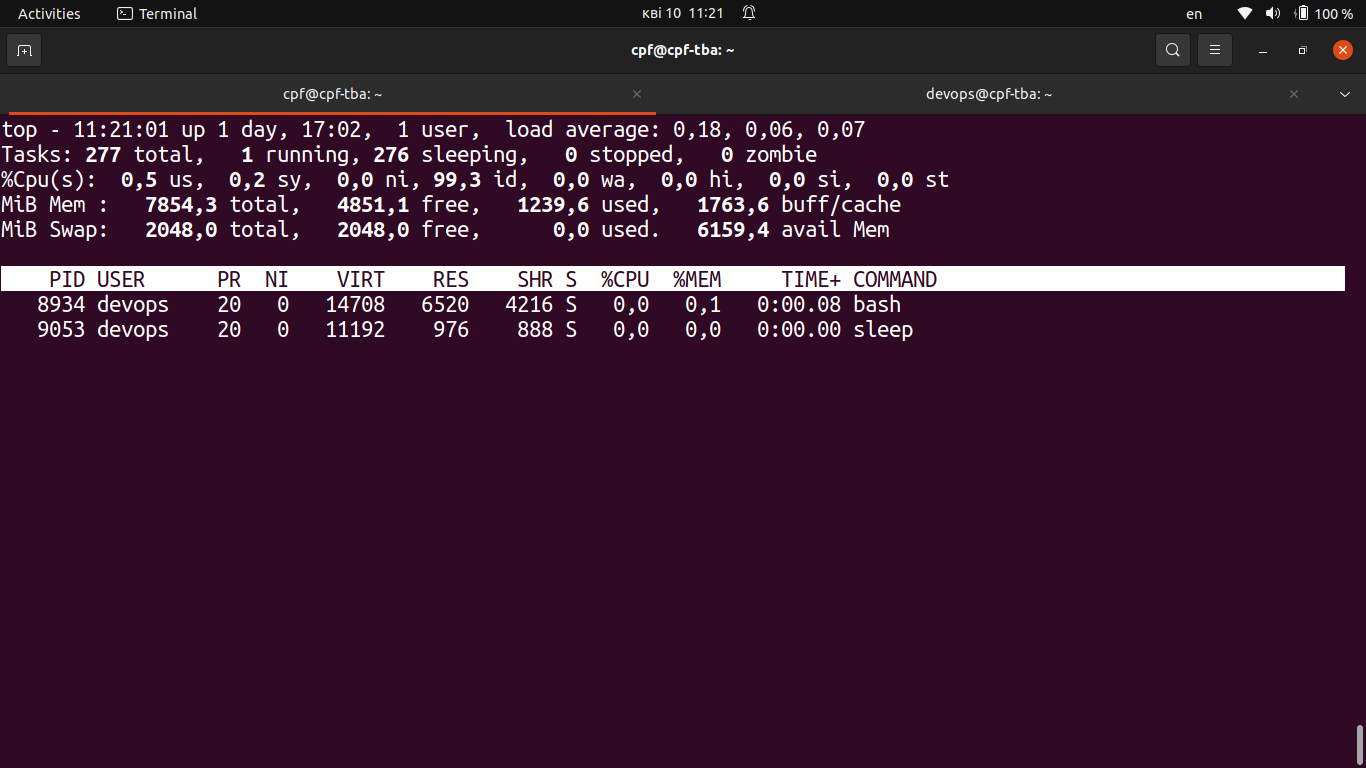 Activities Terminal кві 10 11:21 en 100 %
cpf@cpf-tba: ~
cpf@cpf-tba: ~ devops@cpf-tba: ~
top - 11:21:01 up 1 day, 17:02,  1 user,  load average: 0,18, 0,06, 0,07
Tasks: 277 total,   1 running, 276 sleeping,   0 stopped,   0 zombie
%Cpu(s):  0,5 us,  0,2 sy,  0,0 ni, 99,3 id,  0,0 wa,  0,0 hi,  0,0 si,  0,0 st
MiB Mem :   7854,3 total,   4851,1 free,   1239,6 used,   1763,6 buff/cache
MiB Swap:   2048,0 total,   2048,0 free,      0,0 used.   6159,4 avail Mem
    PID USER      PR  NI    VIRT    RES    SHR S  %CPU  %MEM     TIME+ COMMAND
   8934 devops    20   0   14708   6520   4216 S   0,0   0,1   0:00.08 bash
   9053 devops    20   0   11192    976    888 S   0,0   0,0   0:00.00 sleep